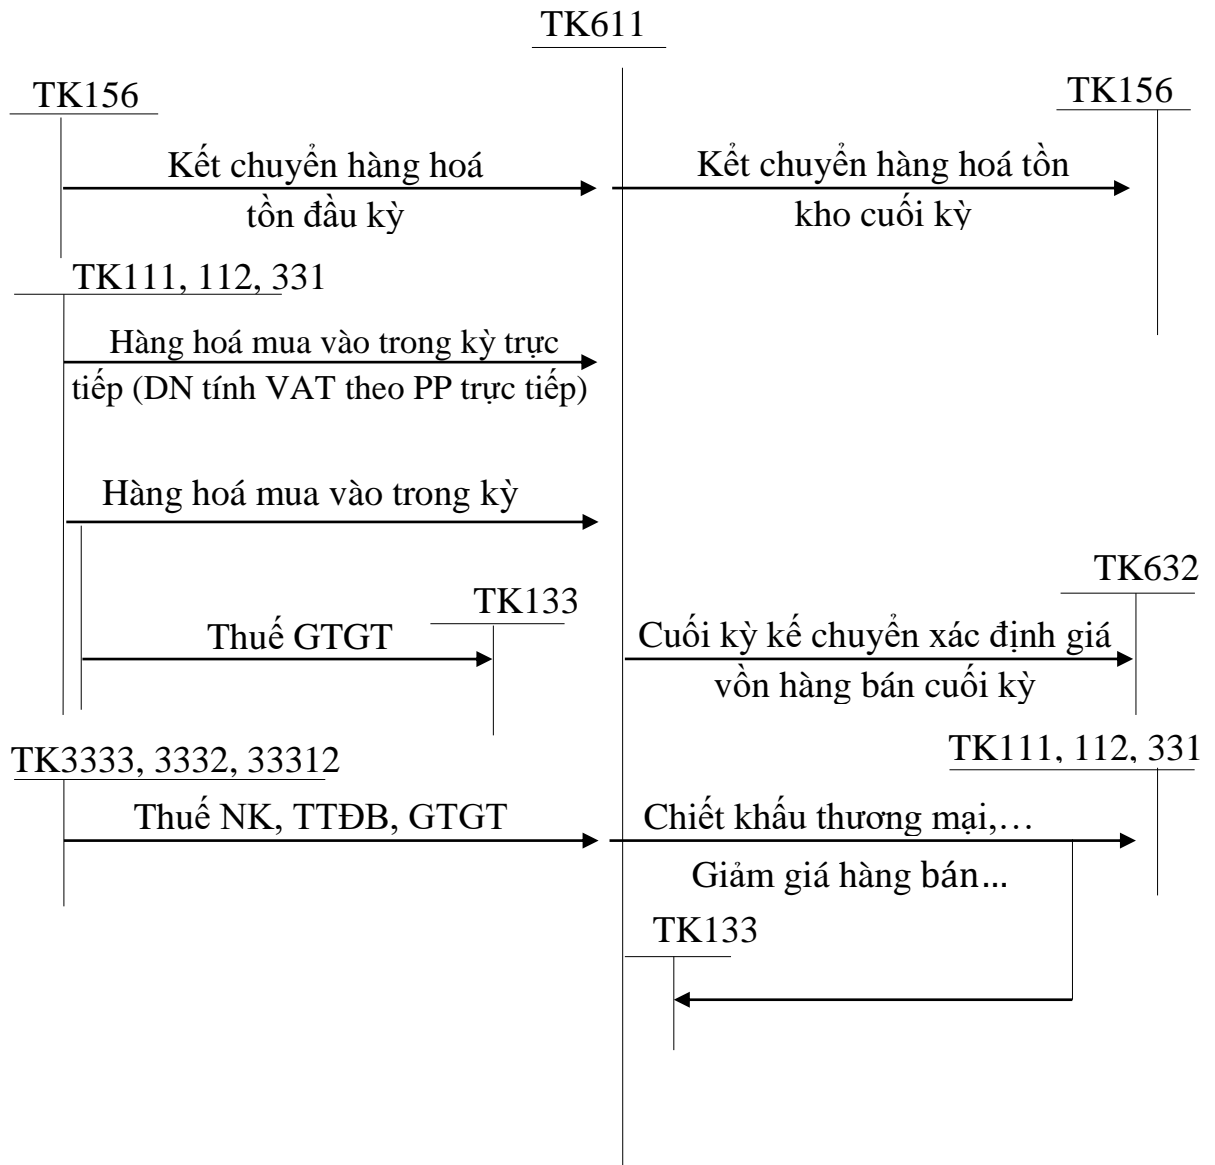 TK611
TK156
TK156
Kết chuyển hàng hoá
tồn đầu kỳ
Kểt chuyển hàng hoá tồn
kho cuối kỳ
TK111, 112, 331
Hàng hoá mua vào trong kỳ trực
tiếp (DN tính VAT theo PP trực tiếp)
Hàng hoá mua vào trong kỳ
TK632
TK133
Thuế GTGT
Cuối kỳ kế chuyển xác định giá
vồn hàng bán cuối kỳ
TK3333, 3332, 33312
TK111, 112, 331
Thuế NK, TTĐB, GTGT
Chiết khấu thương mại,…
Giảm giá hàng bán...
TK133